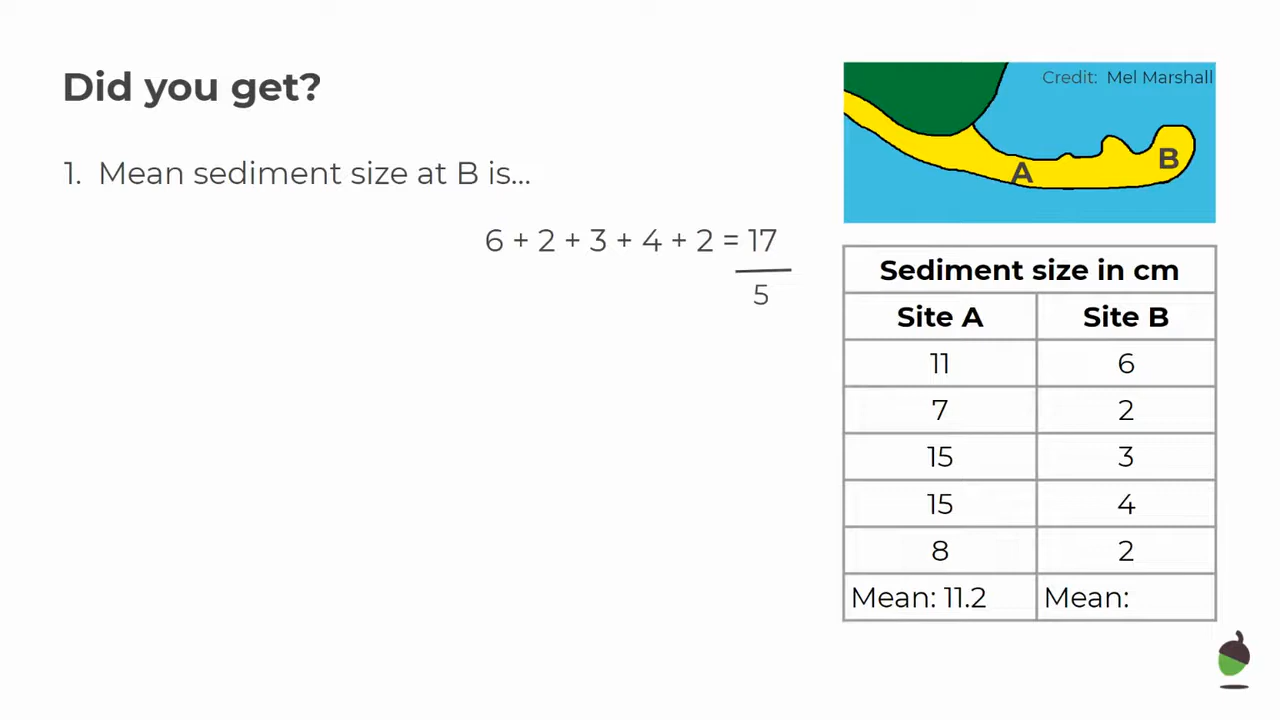 Did you get?
Credit: Mel Marshall
A
B
1. Mean sediment size at B is...
6 + 2 + 3 + 4 + 2 = 17
5
Sediment size in cm
Site A Site B
11 6
7 2
15 3
15 4
8 2
Mean: 11.2 Mean: